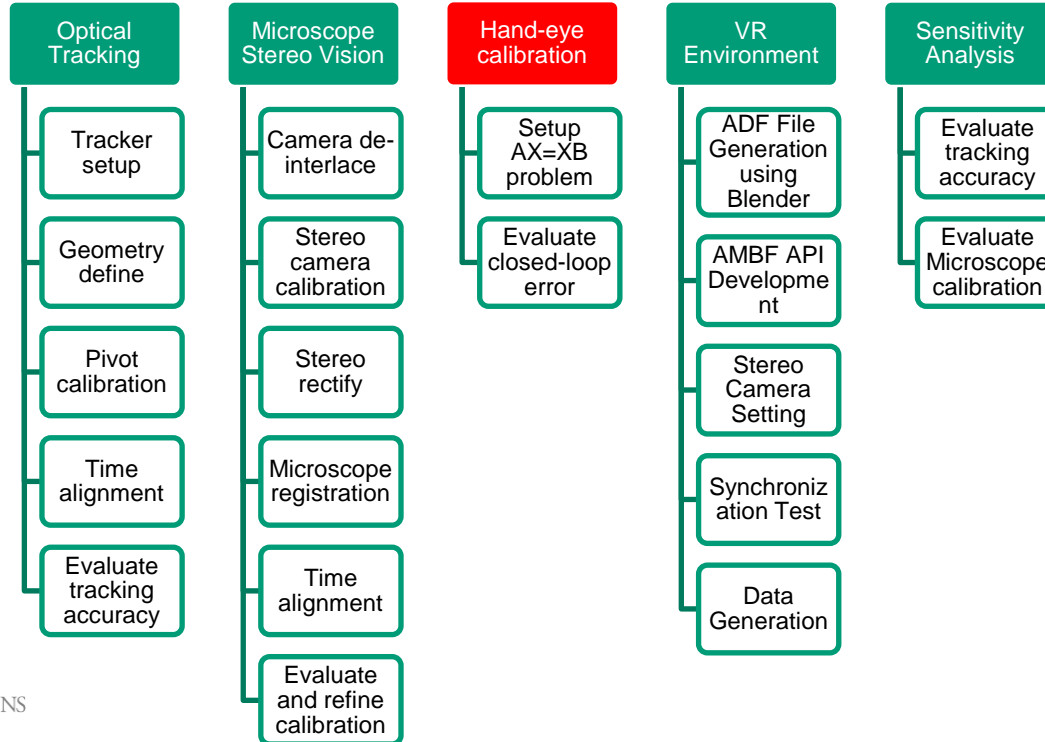 Optical
Tracking
Tracker
setup
Geometry
define
Pivot
calibration
Time
alignment
Evaluate
tracking
accuracy
Microscope
Stereo Vision
Camera de-
interlace
Stereo
camera
calibration
Stereo
rectify
Microscope
registration
Time
alignment
Evaluate
and refine
calibration
Hand-eye
calibration
Setup
AX=XB
problem
Evaluate
closed-loop
error
VR
Environment
ADF File
Generation
using
Blender
AMBF API
Developme
nt
Stereo
Camera
Setting
Synchroniz
ation Test
Data
Generation
Sensitivity
Analysis
Evaluate
tracking
accuracy
Evaluate
Microscope
calibration
NS